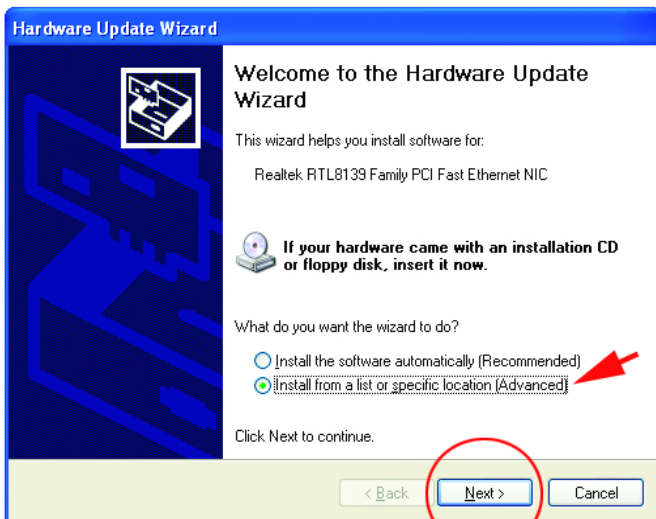 Hardware Update Wizard
Welcome to the Hardware Update
Wizard
This wizard helps you install software for:
Realtek RTL8139 Family PCI Fast Ethernet NIC
If your hardware came with an installation CD
or floppy disk, insert it now.
What do you want the wizard to do?
Install the software automatically (Recommended)
Install from a list or specific location (Advanced)
Click Next to continue.
< Back
Next >
Cancel